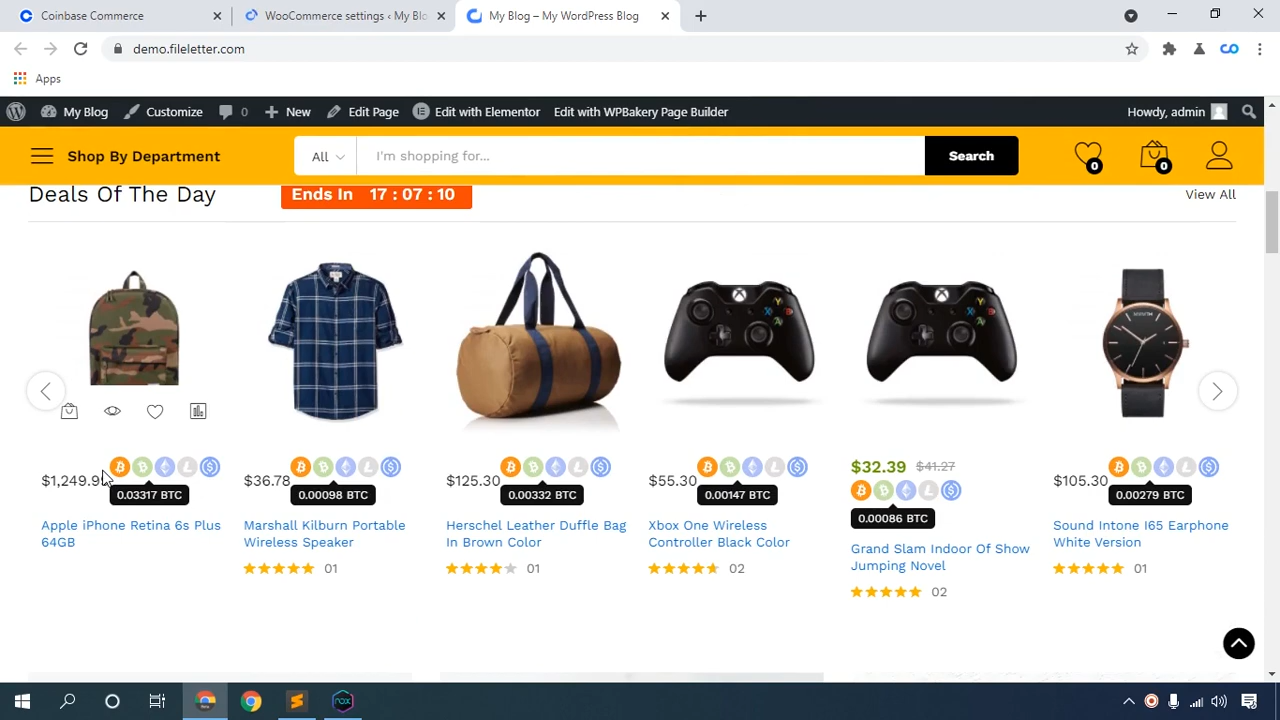 Coinbase Commerce
WooCommerce settings ‹ My Blo
My Blog – My WordPress Blog
demo.fileletter.com
Apps
My Blog
Customize
0
New
Edit Page
Edit with Elementor
Edit with WPBakery Page Builder
Howdy, admin
Shop By Department
All
I'm shopping for...
Search
0
0
Deals Of The Day
Ends In 17 : 07 : 10
View All
$1,249.9
0.03317 BTC
Apple iPhone Retina 6s Plus
64GB
$36.78
0.00098 BTC
Marshall Kilburn Portable
Wireless Speaker
01
$125.30
0.00332 BTC
Herschel Leather Duffle Bag
In Brown Color
01
$55.30
0.00147 BTC
Xbox One Wireless
Controller Black Color
02
$32.39 $41.27
0.00086 BTC
Grand Slam Indoor Of Show
Jumping Novel
02
$105.30
0.00279 BTC
Sound Intone I65 Earphone
White Version
01